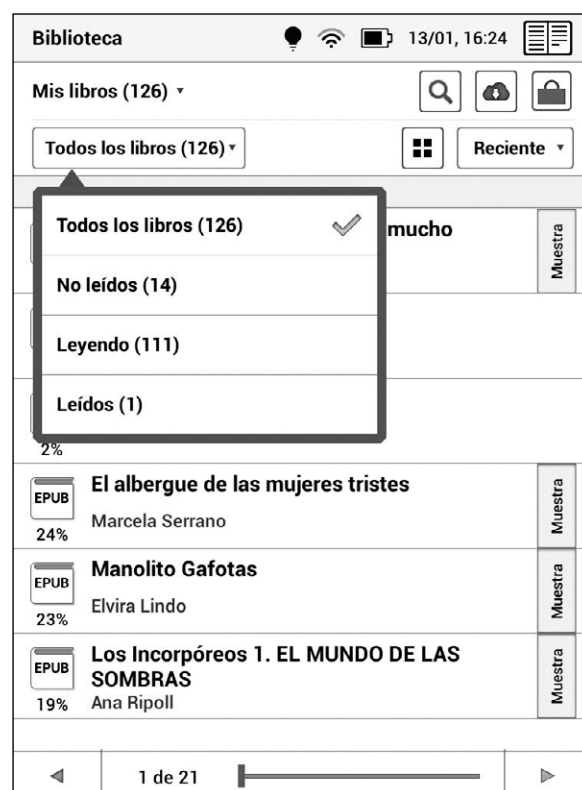 Biblioteca 13/01, 16:24
Mis libros (126)
Todos los libros (126) Reciente
Todos los libros (126) mucho
Muestra
No leídos (14)
Leyendo (111)
Leídos (1)
2%
El albergue de las mujeres tristes
EPUB
Marcela Serrano
24%
Muestra
Manolito Gafotas
EPUB
Elvira Lindo
23%
Muestra
Los Incorpóreos 1. EL MUNDO DE LAS
EPUB
SOMBRAS
19% Ana Ripoll
Muestra
1 de 21